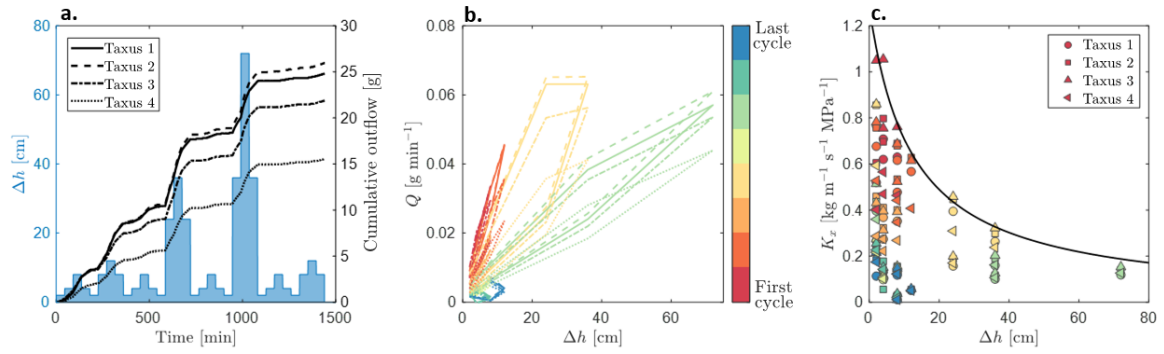 a.
80
60
40
20
0
Δh [cm]
Taxus 1
Taxus 2
Taxus 3
Taxus 4
30
25
20
15
10
5
0
Cumulative outflow [g]
0
500
1000
1500
Time [min]
b.
0.08
0.06
0.04
0.02
0
Q [g min⁻¹]
0
20
40
60
Δh [cm]
Last
cycle
First
cycle
c.
1.2
1
0.8
0.6
0.4
0.2
0
Kₓ [kg m⁻¹ s⁻¹ MPa⁻¹]
Taxus 1
Taxus 2
Taxus 3
Taxus 4
0
20
40
60
80
Δh [cm]